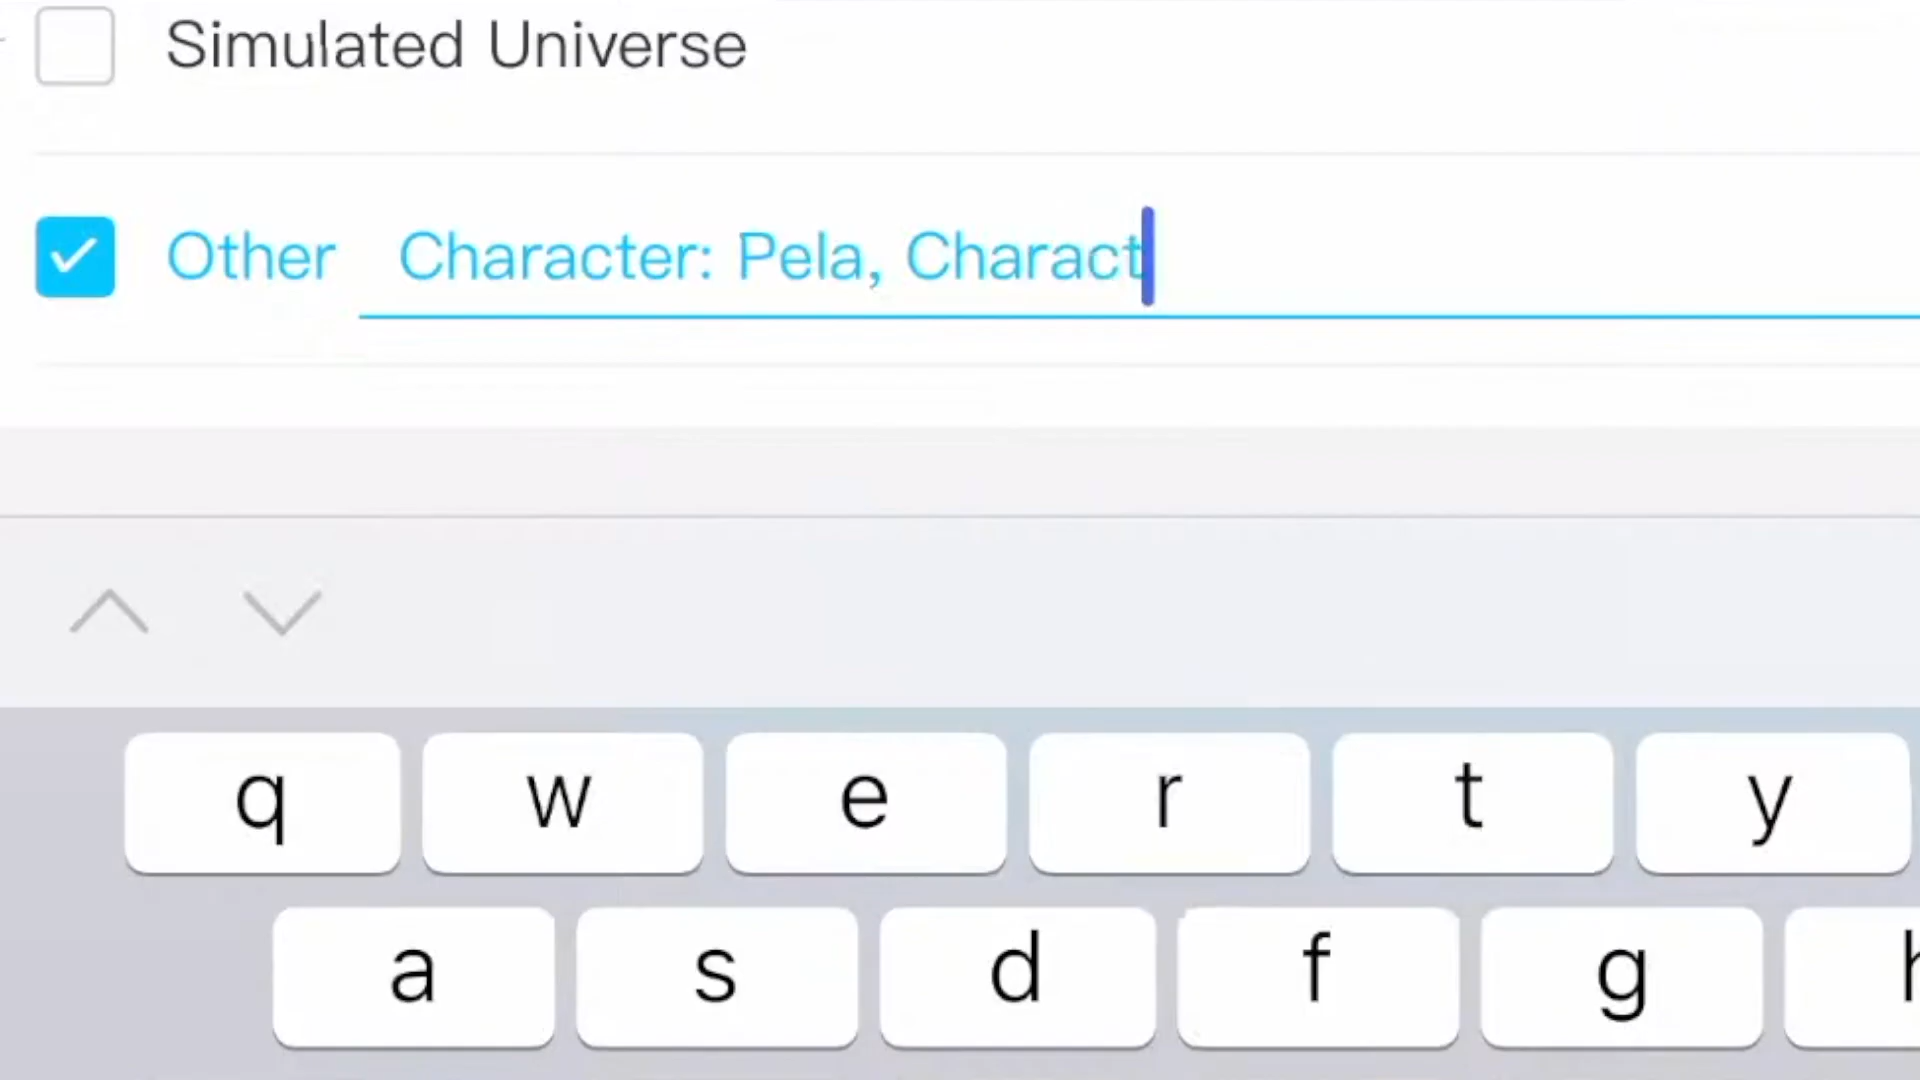 Simulated Universe
Other Character: Pela, Charact
q w e r t y
a s d f g h